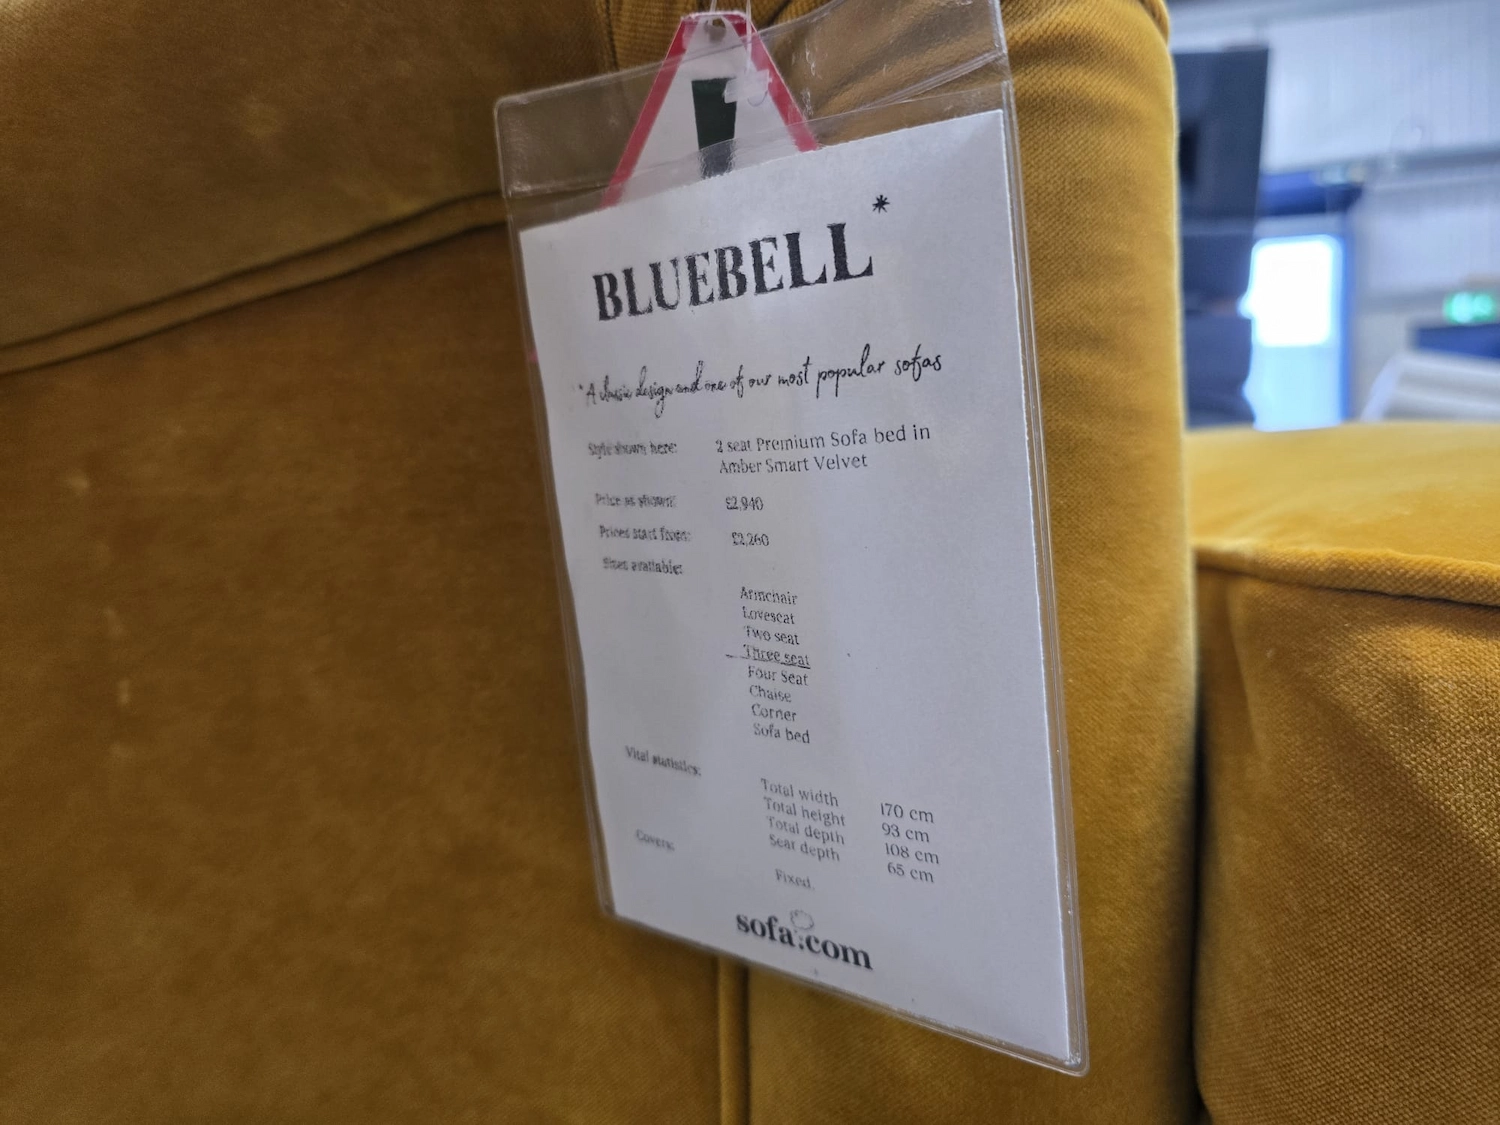 BLUEBELL*
*A classic design and one of our most popular sofas
Style shown here: 2 seat Premium Sofa bed in
Amber Smart Velvet
Price as shown: £2,940
Prices start from: £2,260
Sizes available:
Armchair
Loveseat
Two seat
Three seat
Four Seat
Chaise
Corner
Sofa bed
Vital statistics:
Total width 170 cm
Total height 93 cm
Total depth 108 cm
Seat depth 65 cm
Covers:
Fixed.
sofa.com